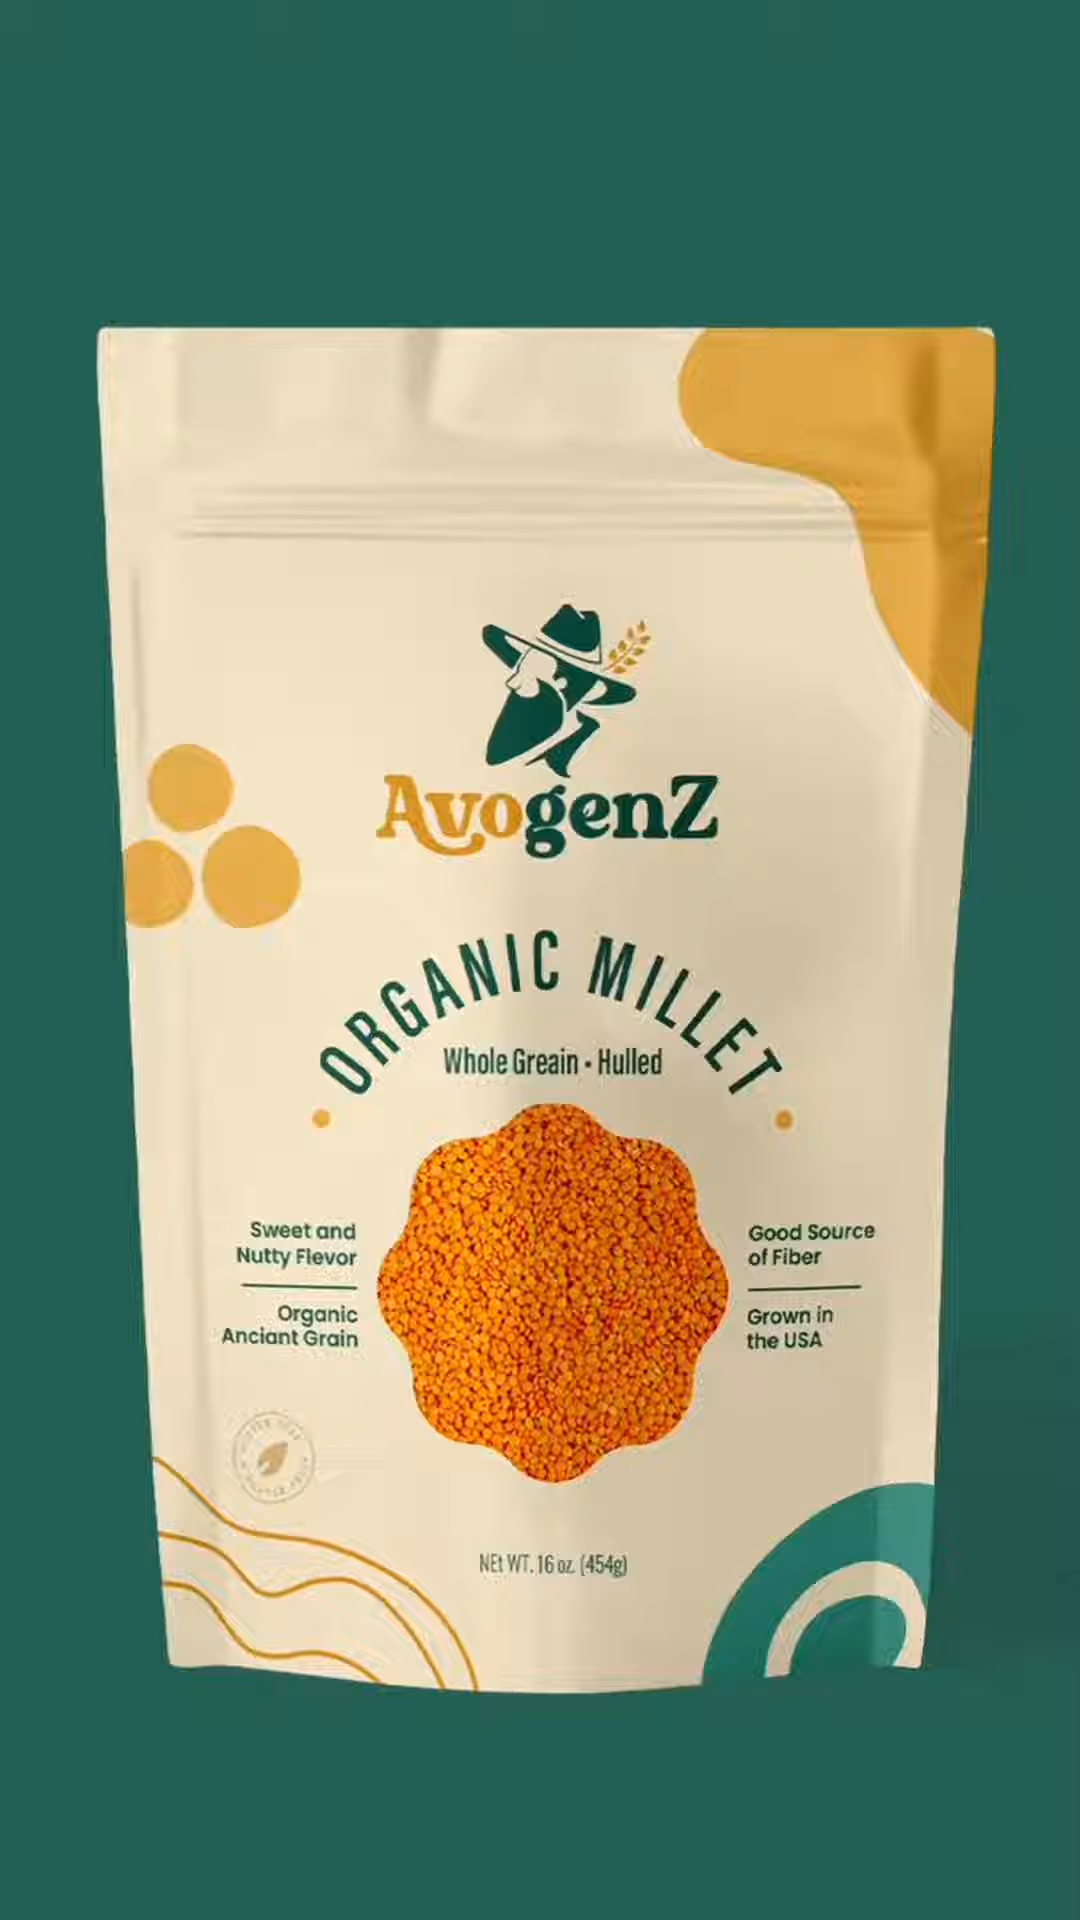 AvogenZ
ORGANIC MILLET
Whole Greain • Hulled
Sweet and
Nutty Flevor
Organic
Anciant Grain
Good Source
of Fiber
Grown in
the USA
NEt WT. 16 oz. (454g)